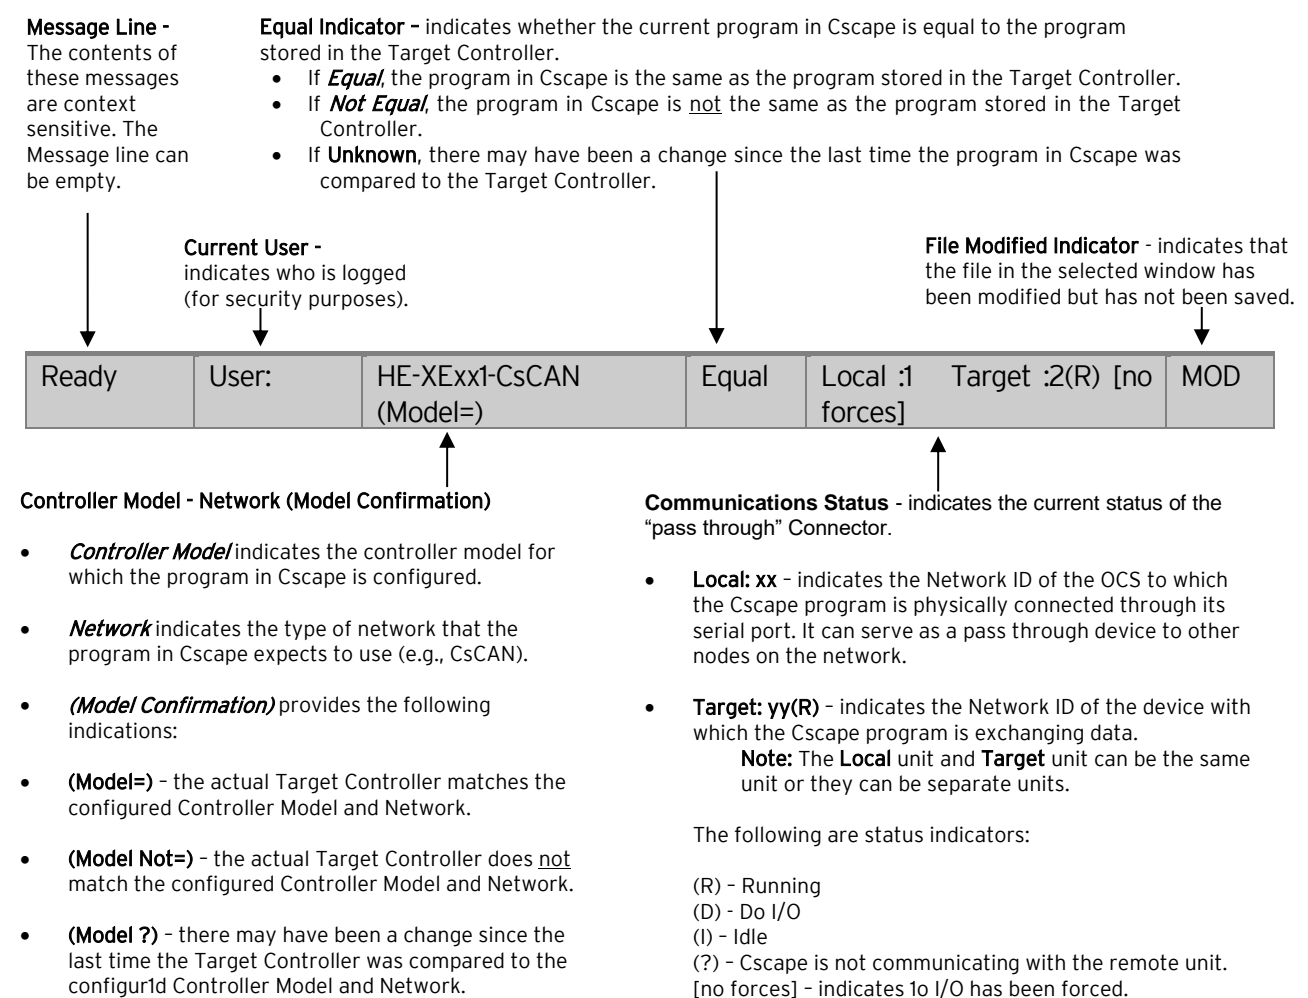 Message Line -
The contents of
these messages
are context
sensitive. The
Message line can
be empty.
Equal Indicator – indicates whether the current program in Cscape is equal to the program
stored in the Target Controller.
• If Equal, the program in Cscape is the same as the program stored in the Target Controller.
• If Not Equal, the program in Cscape is not the same as the program stored in the Target
Controller.
• If Unknown, there may have been a change since the last time the program in Cscape was
compared to the Target Controller.
Current User -
indicates who is logged
(for security purposes).
File Modified Indicator - indicates that
the file in the selected window has
been modified but has not been saved.
Ready
User:
HE-XExx1-CsCAN
(Model=)
Equal
Local :1 Target :2(R) [no
forces]
MOD
Controller Model - Network (Model Confirmation)
• Controller Model indicates the controller model for
which the program in Cscape is configured.
• Network indicates the type of network that the
program in Cscape expects to use (e.g., CsCAN).
• (Model Confirmation) provides the following
indications:
• (Model=) – the actual Target Controller matches the
configured Controller Model and Network.
• (Model Not=) – the actual Target Controller does not
match the configured Controller Model and Network.
• (Model ?) – there may have been a change since the
last time the Target Controller was compared to the
configur1d Controller Model and Network.
Communications Status - indicates the current status of the
“pass through” Connector.
• Local: xx – indicates the Network ID of the OCS to which
the Cscape program is physically connected through its
serial port. It can serve as a pass through device to other
nodes on the network.
• Target: yy(R) – indicates the Network ID of the device with
which the Cscape program is exchanging data.
Note: The Local unit and Target unit can be the same
unit or they can be separate units.
The following are status indicators:
(R) – Running
(D) - Do I/O
(I) – Idle
(?) – Cscape is not communicating with the remote unit.
[no forces] – indicates 1o I/O has been forced.